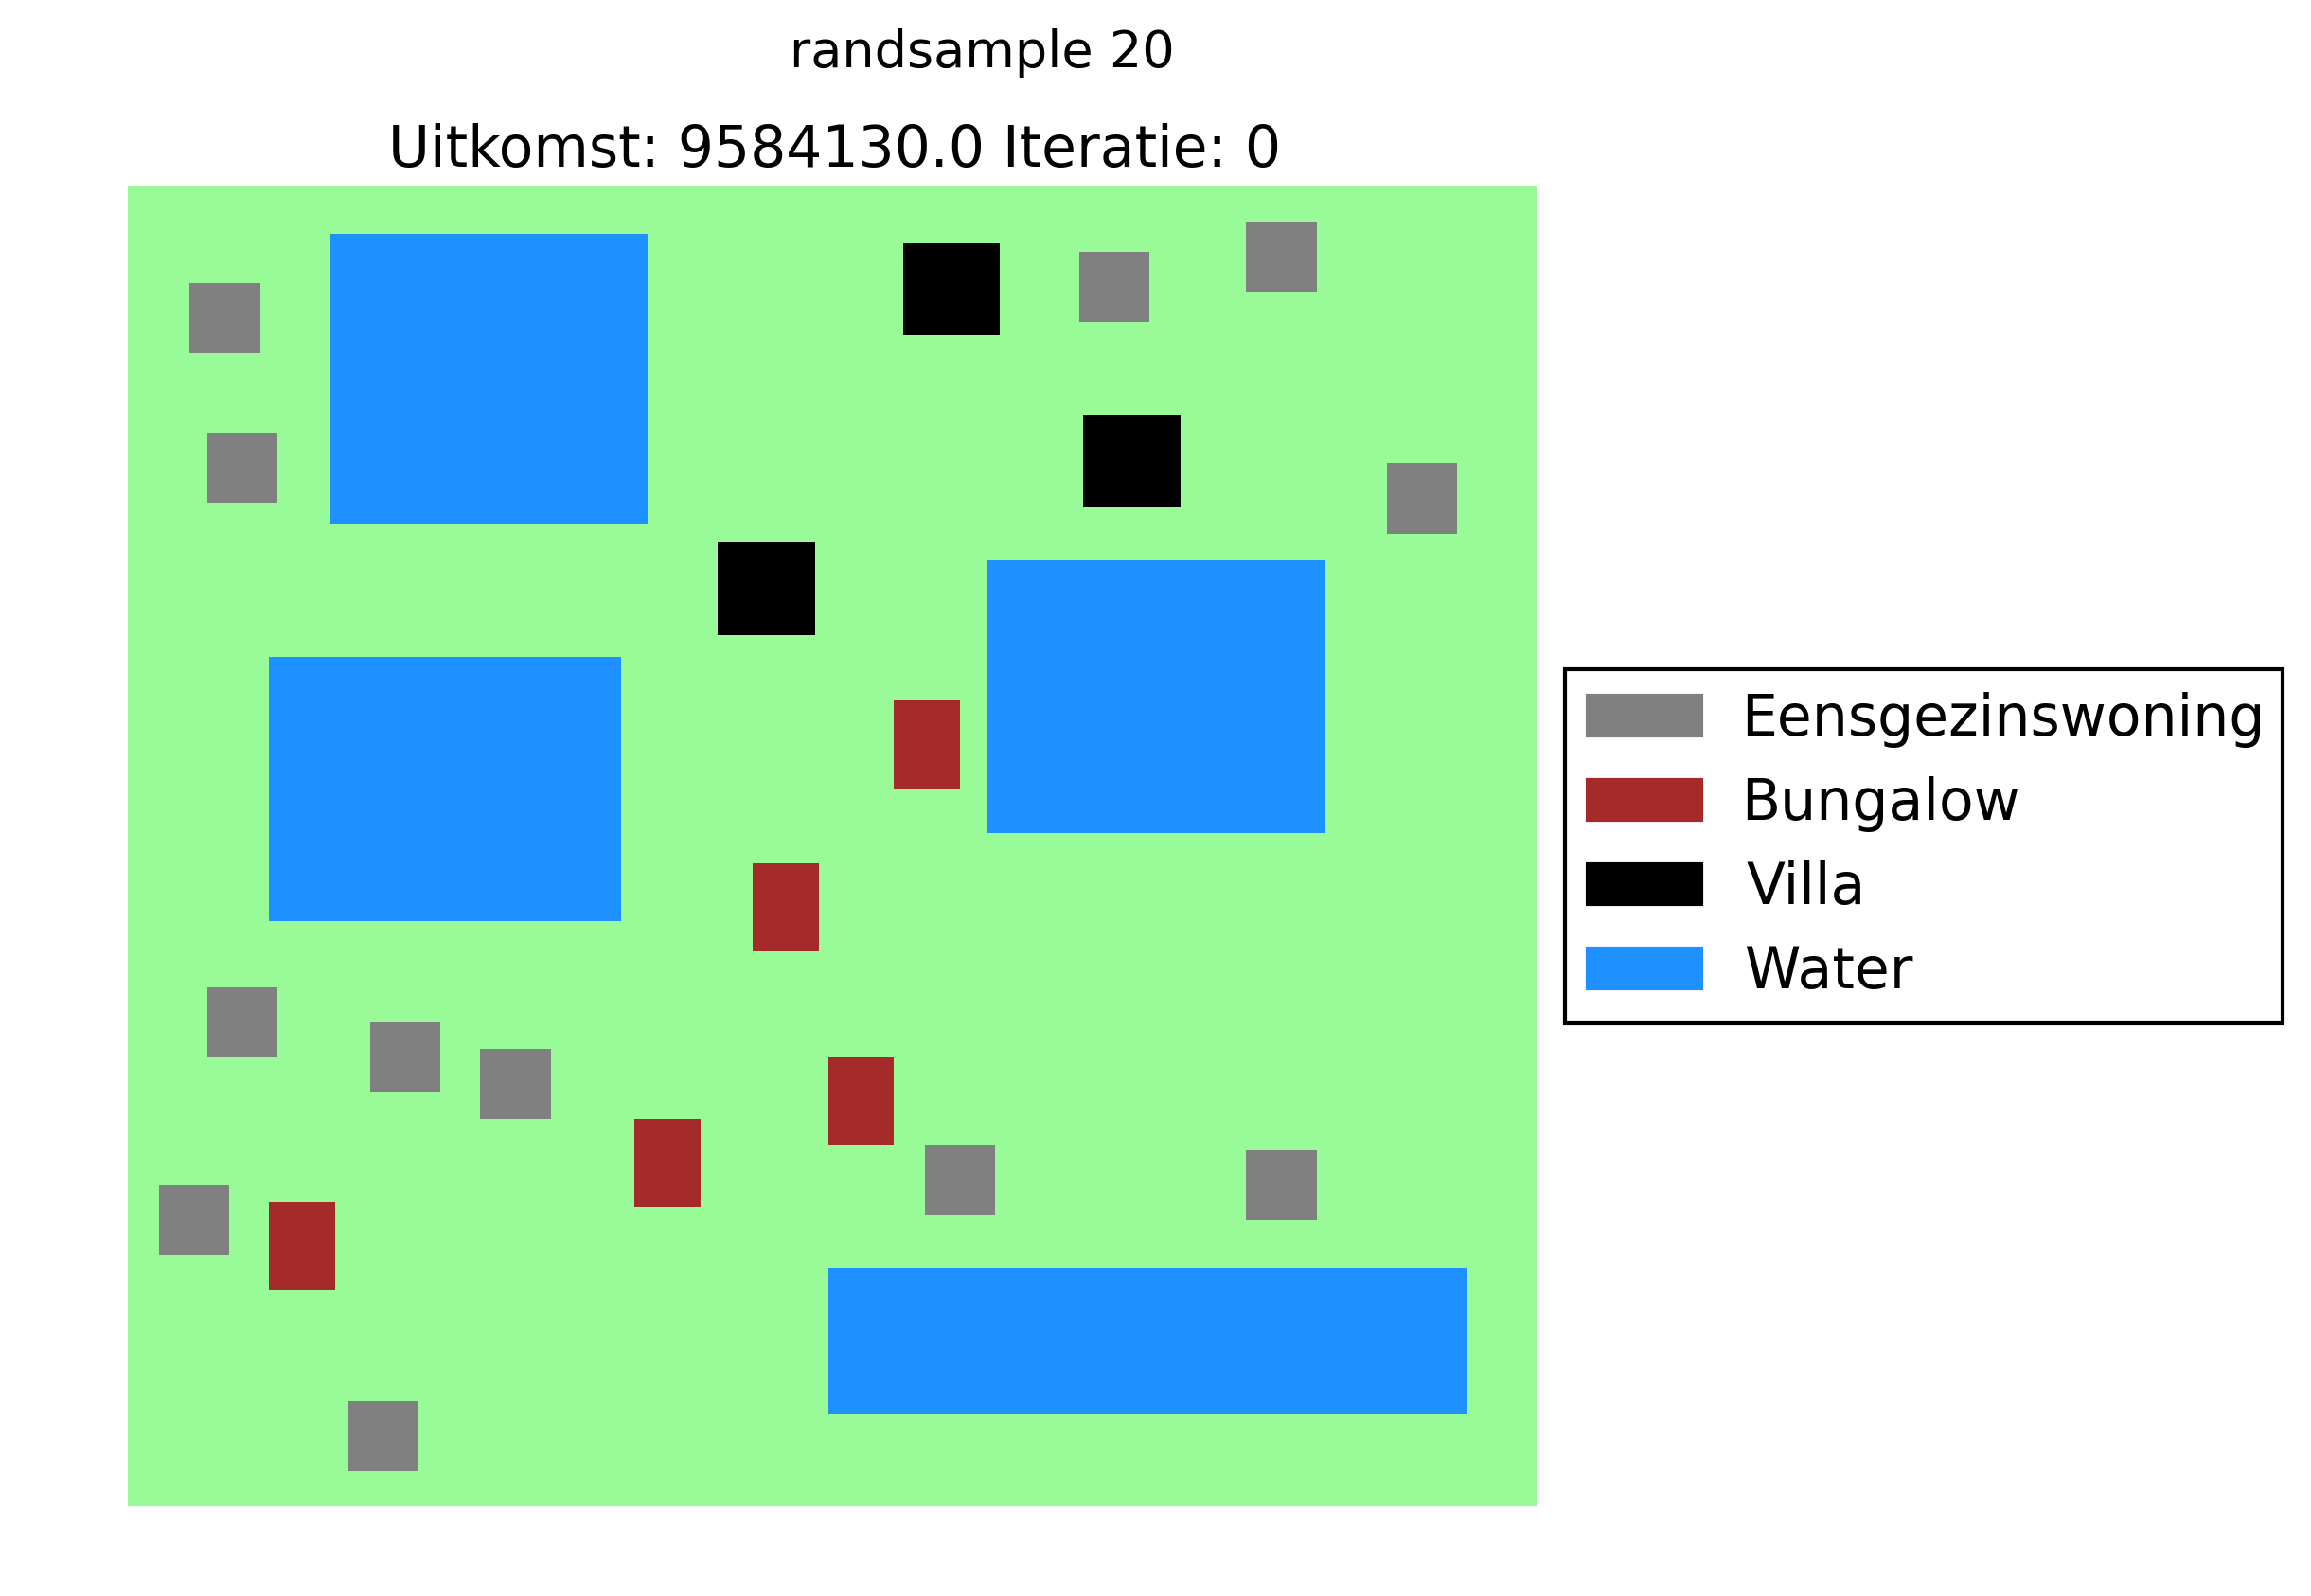 randsample 20
Uitkomst: 9584130.0 Iteratie: 0
Eensgezinswoning
Bungalow
Villa
Water